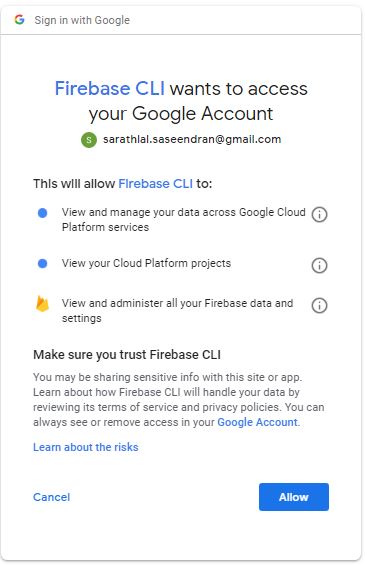 Sign in with Google
Firebase CLI wants to access
your Google Account
S sarathlal.saseendran@gmail.com
This will allow Firebase CLI to:
View and manage your data across Google Cloud
Platform services
View your Cloud Platform projects
View and administer all your Firebase data and
settings
Make sure you trust Firebase CLI
You may be sharing sensitive info with this site or app.
Learn about how Firebase CLI will handle your data by
reviewing its terms of service and privacy policies. You can
always see or remove access in your Google Account.
Learn about the risks
Cancel
Allow